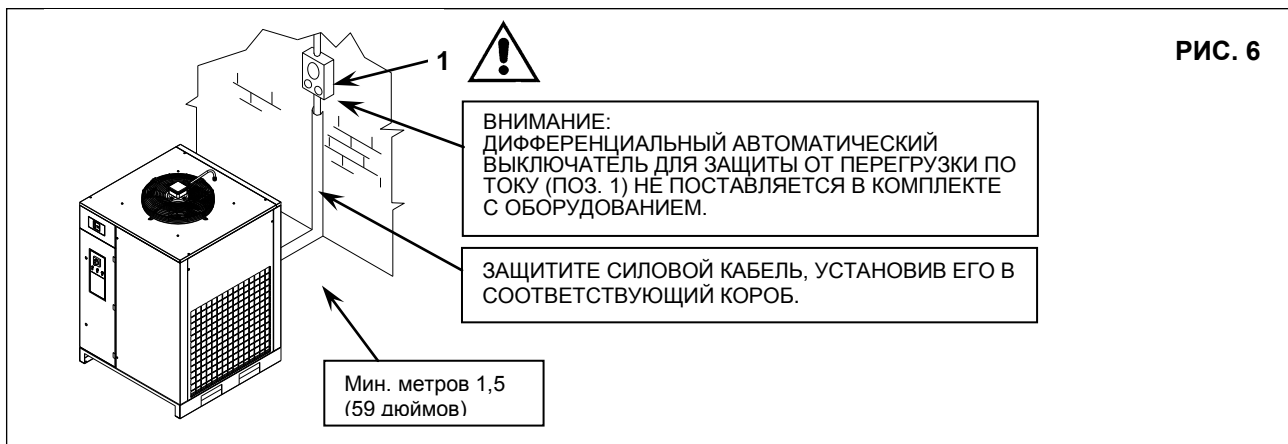 РИС. 6
1
ВНИМАНИЕ:
ДИФФЕРЕНЦИАЛЬНЫЙ АВТОМАТИЧЕСКИЙ
ВЫКЛЮЧАТЕЛЬ ДЛЯ ЗАЩИТЫ ОТ ПЕРЕГРУЗКИ ПО
ТОКУ (ПОЗ. 1) НЕ ПОСТАВЛЯЕТСЯ В КОМПЛЕКТЕ
С ОБОРУДОВАНИЕМ.
ЗАЩИТИТЕ СИЛОВОЙ КАБЕЛЬ, УСТАНОВИВ ЕГО В
СООТВЕТСТВУЮЩИЙ КОРОБ.
Мин. метров 1,5
(59 дюймов)